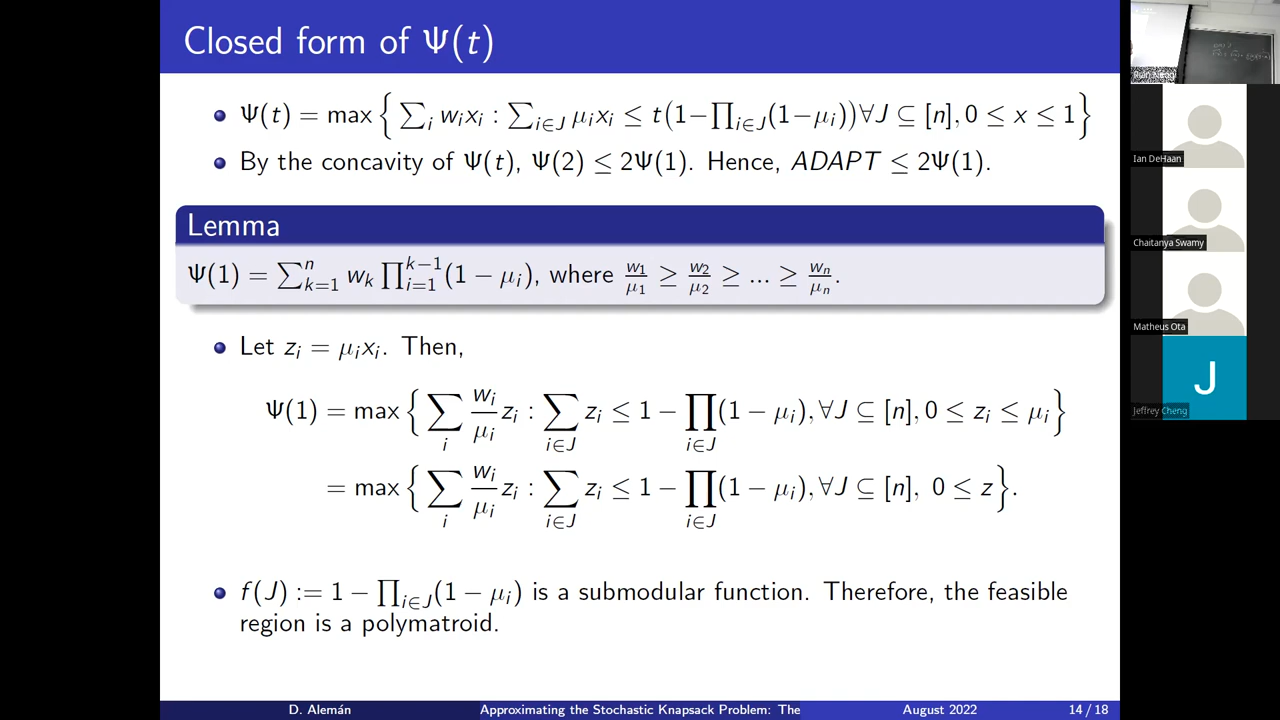 Closed form of Ψ(t)
Ψ(t) = max { ∑_i w_i x_i : ∑_{i∈J} μ_i x_i ≤ t(1−∏_{i∈J}(1−μ_i))∀J ⊆ [n], 0 ≤ x ≤ 1 }
By the concavity of Ψ(t), Ψ(2) ≤ 2Ψ(1). Hence, ADAPT ≤ 2Ψ(1).
Lemma
Ψ(1) = ∑_{k=1}^{n} w_k ∏_{i=1}^{k−1}(1 − μ_i), where w_1/μ_1 ≥ w_2/μ_2 ≥ ... ≥ w_n/μ_n.
Let z_i = μ_i x_i. Then,
Ψ(1) = max { ∑_i w_i/μ_i z_i : ∑_{i∈J} z_i ≤ 1 − ∏_{i∈J}(1 − μ_i), ∀J ⊆ [n], 0 ≤ z_i ≤ μ_i }
= max { ∑_i w_i/μ_i z_i : ∑_{i∈J} z_i ≤ 1 − ∏_{i∈J}(1 − μ_i), ∀J ⊆ [n], 0 ≤ z }.
f(J) := 1 − ∏_{i∈J}(1 − μ_i) is a submodular function. Therefore, the feasible
region is a polymatroid.
D. Alemán
Approximating the Stochastic Knapsack Problem: The
August 2022
14 / 18
Ian DeHaan
Chaitanya Swamy
Matheus Ota
J
Jeffrey Cheng